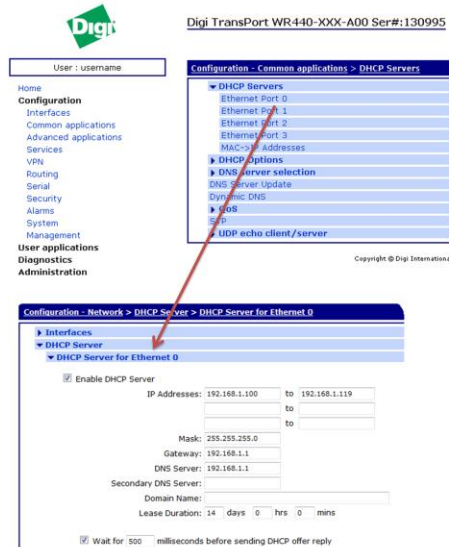 Digi
Digi TransPort WR440-XXX-A00 Ser#:130995
User : username
Home
Configuration
Interfaces
Common applications
Advanced applications
Services
VPN
Routing
Serial
Security
Alarms
System
Management
User applications
Diagnostics
Administration
Configuration - Common applications > DHCP Servers
DHCP Servers
Ethernet Port 0
Ethernet Port 1
Ethernet Port 2
Ethernet Port 3
MAC->IP Addresses
DHCP Options
DNS Server selection
DNS Server Update
Dynamic DNS
QoS
UDP echo client/server
Copyright © Digi Internationa
Configuration - Network > DHCP Server > DHCP Server for Ethernet 0
Interfaces
DHCP Server
DHCP Server for Ethernet 0
Enable DHCP Server
IP Addresses: 192.168.1.100 to 192.168.1.119
to
to
Mask: 255.255.255.0
Gateway: 192.168.1.1
DNS Server: 192.168.1.1
Secondary DNS Server:
Domain Name:
Lease Duration: 14 days 0 hrs 0 mins
Wait for 500 milliseconds before sending DHCP offer reply